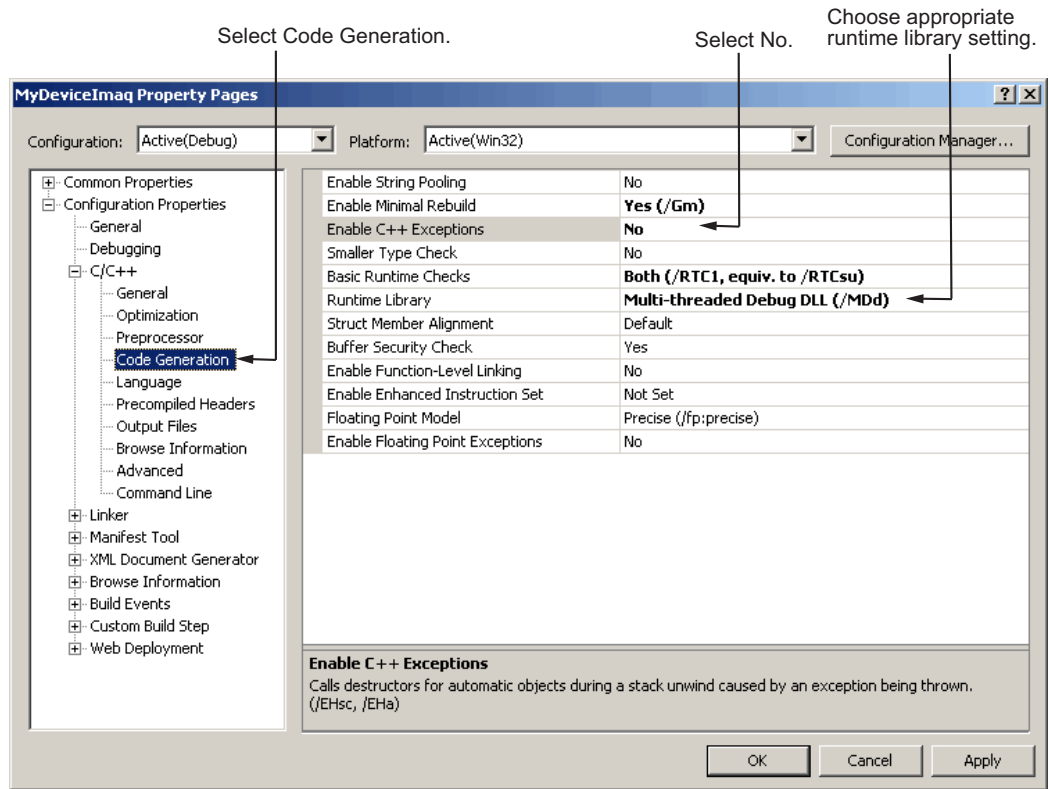 Select Code Generation.
Select No.
Choose appropriate
runtime library setting.
MyDeviceImaq Property Pages
Configuration: Active(Debug) Platform: Active(Win32) Configuration Manager...
Common Properties
Configuration Properties
General
Debugging
C/C++
General
Optimization
Preprocessor
Code Generation
Language
Precompiled Headers
Output Files
Browse Information
Advanced
Command Line
Linker
Manifest Tool
XML Document Generator
Browse Information
Build Events
Custom Build Step
Web Deployment
Enable String Pooling No
Enable Minimal Rebuild Yes (/Gm)
Enable C++ Exceptions No
Smaller Type Check No
Basic Runtime Checks Both (/RTC1, equiv. to /RTCsu)
Runtime Library Multi-threaded Debug DLL (/MDd)
Struct Member Alignment Default
Buffer Security Check Yes
Enable Function-Level Linking No
Enable Enhanced Instruction Set Not Set
Floating Point Model Precise (/fp:precise)
Enable Floating Point Exceptions No
Enable C++ Exceptions
Calls destructors for automatic objects during a stack unwind caused by an exception being thrown.
(/EHsc, /EHa)
OK Cancel Apply